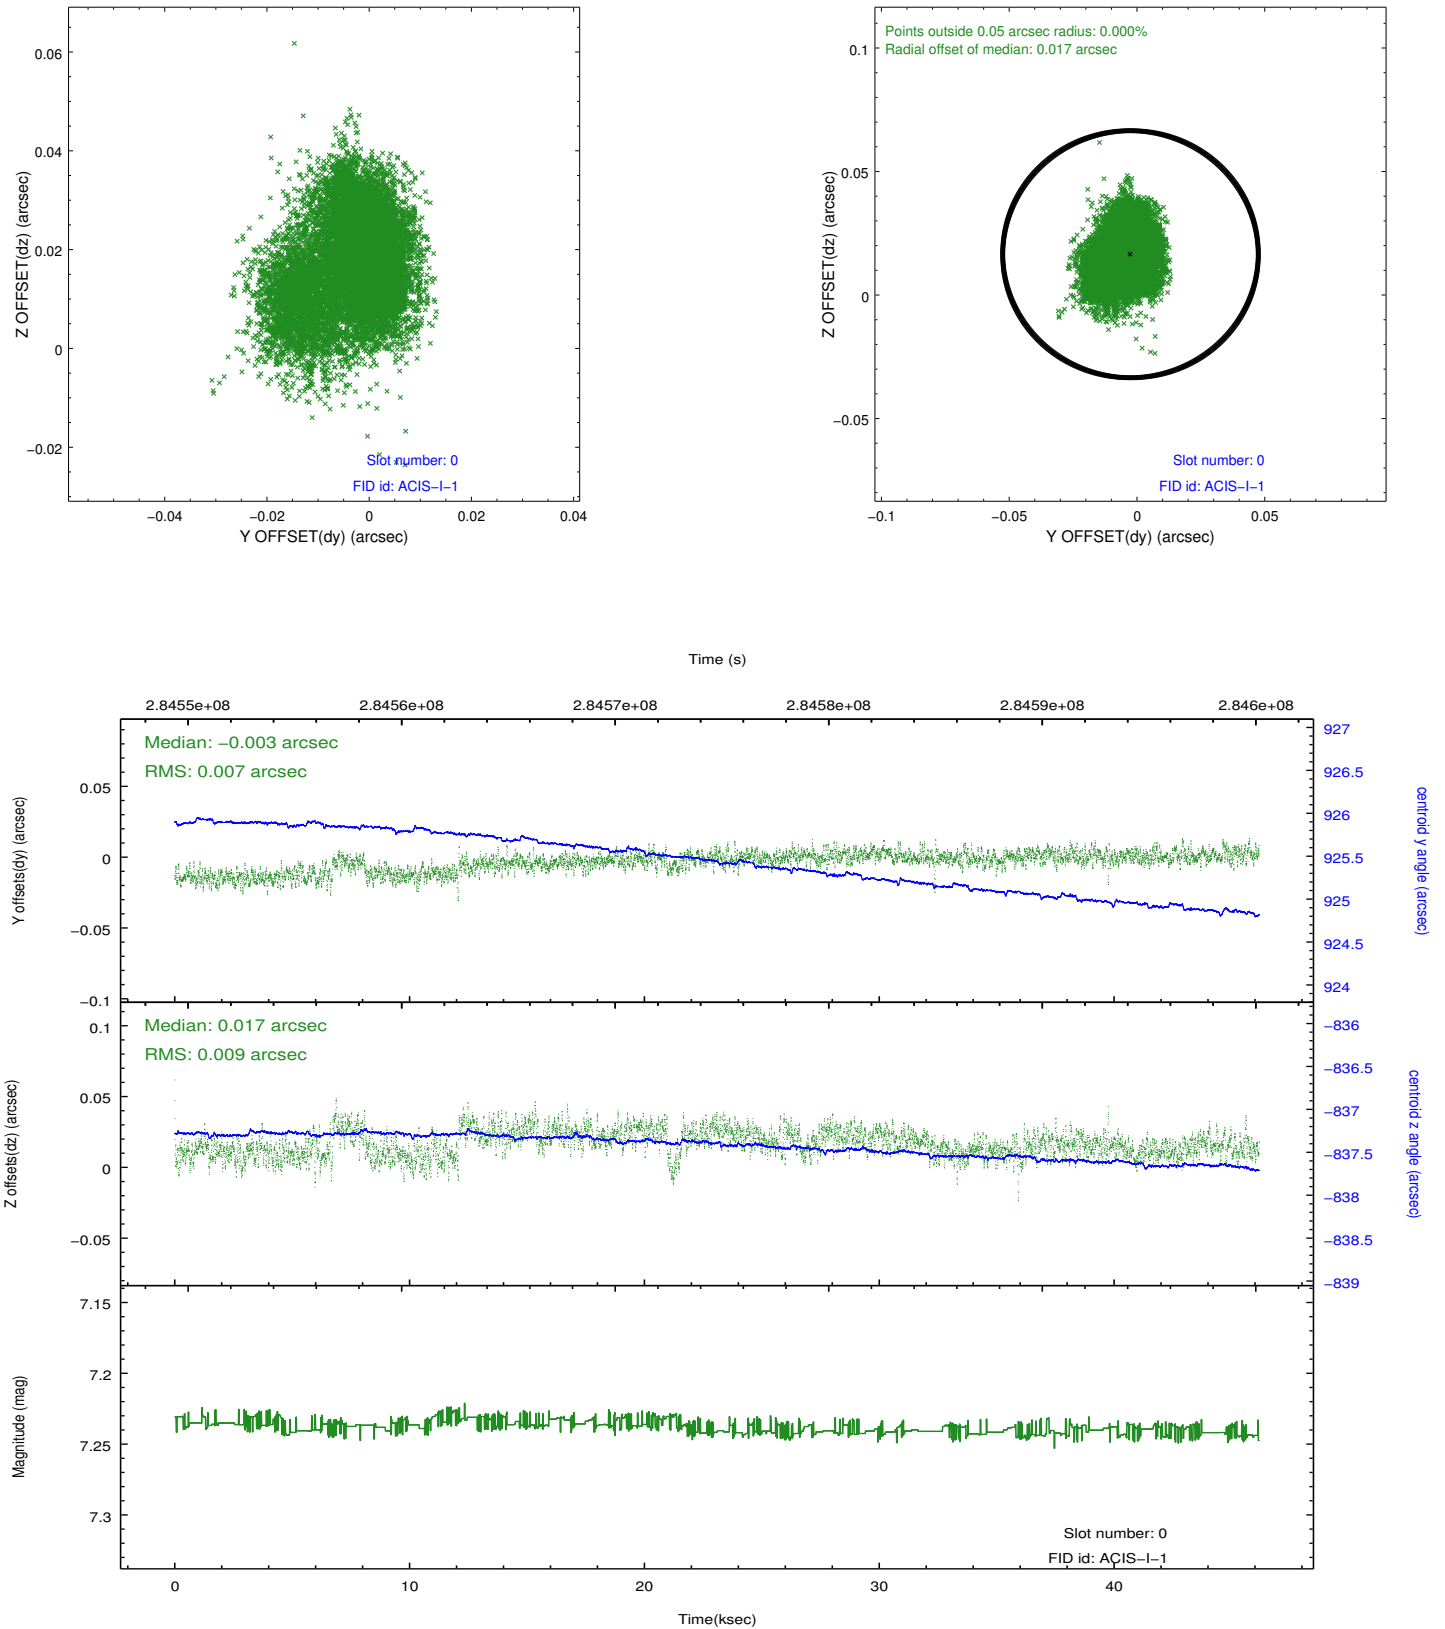 0.06
0.04
0.02
0
−0.02
Z OFFSET(dz) (arcsec)
Slot number: 0
FID id: ACIS−I−1
−0.04
−0.02
0
0.02
0.04
Y OFFSET(dy) (arcsec)
Points outside 0.05 arcsec radius: 0.000%
Radial offset of median: 0.017 arcsec
0.1
0.05
0
−0.05
Z OFFSET(dz) (arcsec)
Slot number: 0
FID id: ACIS−I−1
−0.1
−0.05
0
0.05
Y OFFSET(dy) (arcsec)
Time (s)
2.8455e+08
2.8456e+08
2.8457e+08
2.8458e+08
2.8459e+08
2.846e+08
Median: −0.003 arcsec
RMS: 0.007 arcsec
0.05
0
−0.05
−0.1
Y offsets(dy) (arcsec)
927
926.5
926
925.5
925
924.5
924
centroid y angle (arcsec)
Median: 0.017 arcsec
RMS: 0.009 arcsec
0.1
0.05
0
−0.05
Z offsets(dz) (arcsec)
−836
−836.5
−837
−837.5
−838
−838.5
−839
centroid z angle (arcsec)
7.15
7.2
7.25
7.3
Magnitude (mag)
Slot number: 0
FID id: ACIS−I−1
0
10
20
30
40
Time(ksec)